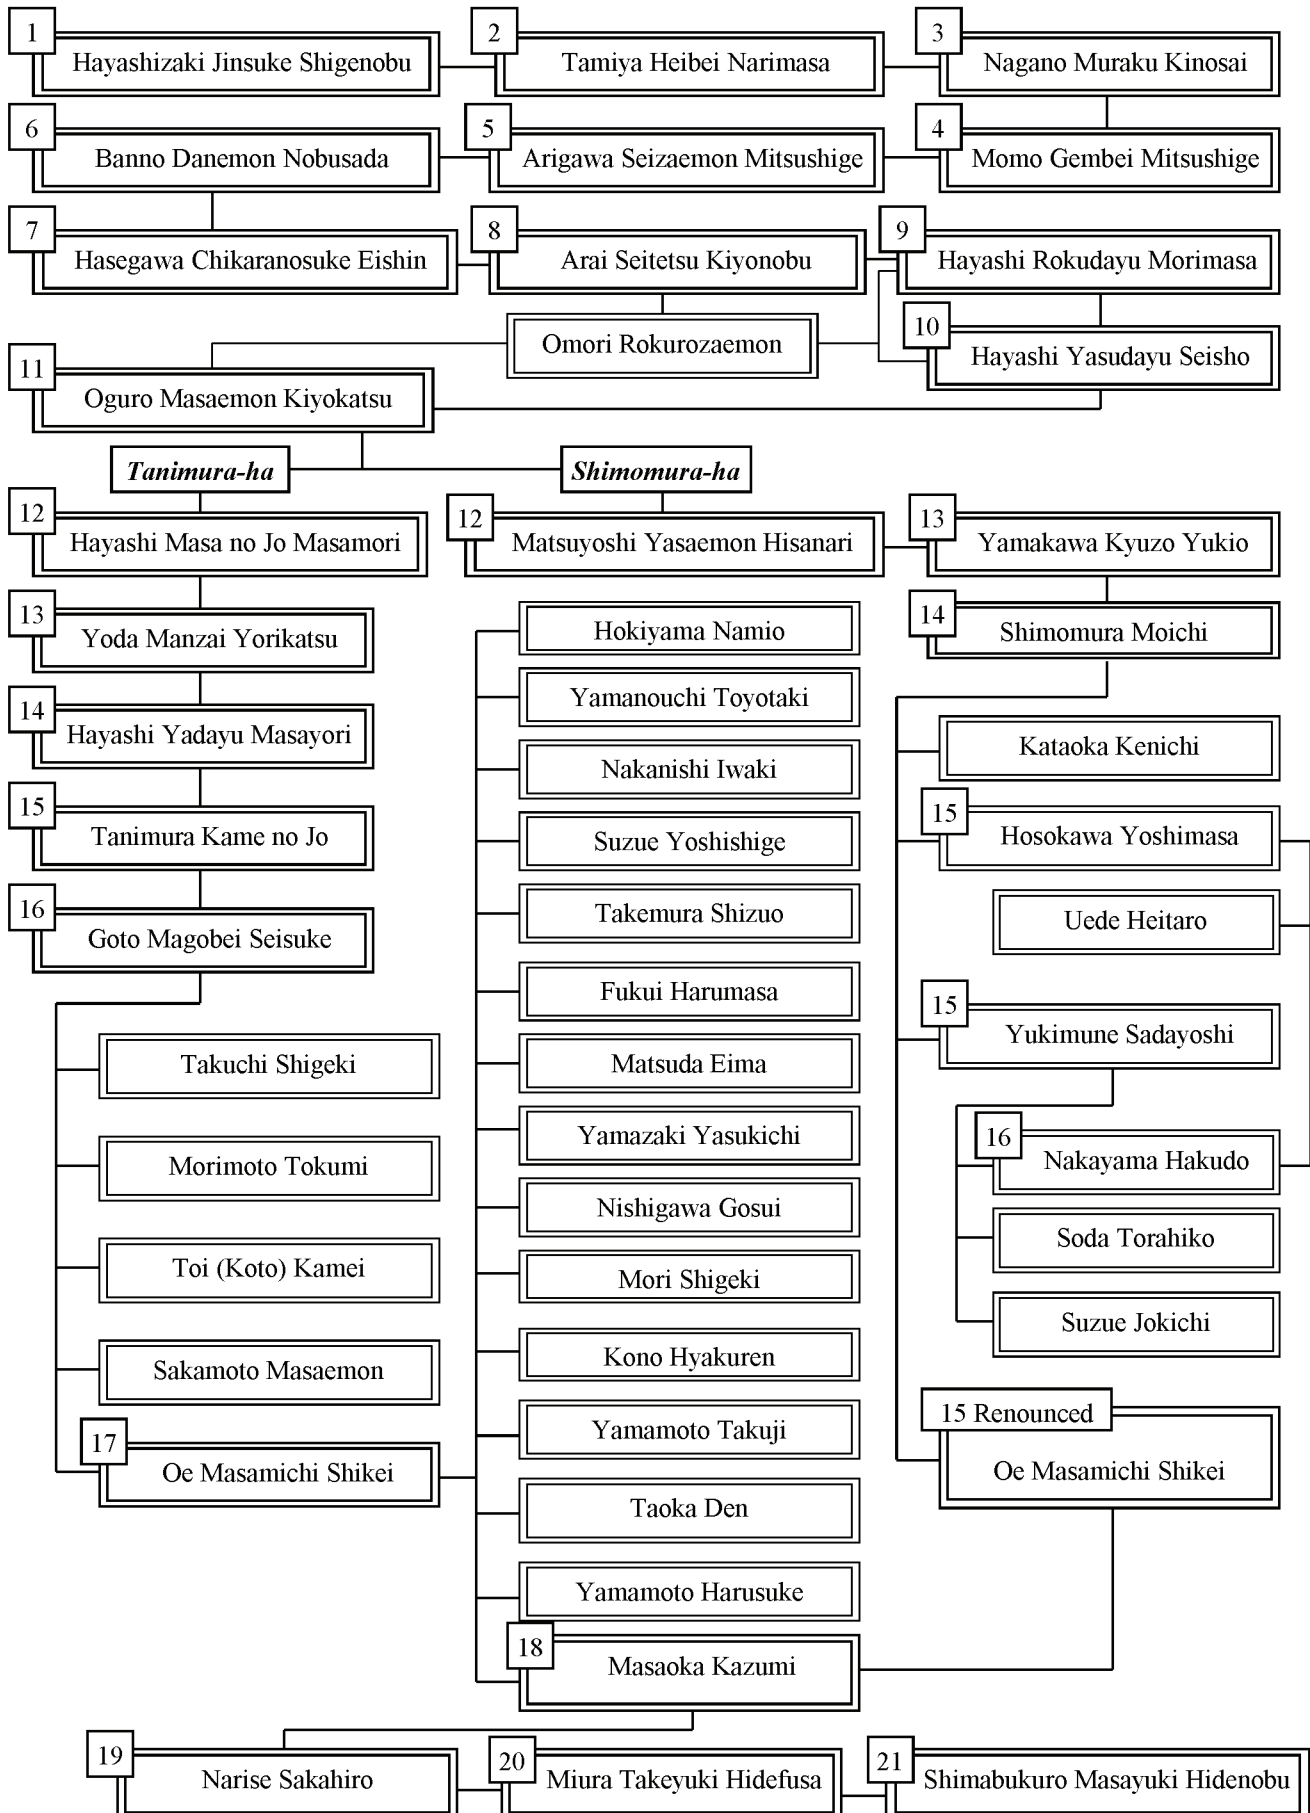 1
Hayashizaki Jinsuke Shigenobu
2
Tamiya Heibei Narimasa
3
Nagano Muraku Kinosai
6
Banno Danemon Nobusada
5
Arigawa Seizaemon Mitsushige
4
Momo Gembei Mitsushige
7
Hasegawa Chikaranosuke Eishin
8
Arai Seitetsu Kiyonobu
9
Hayashi Rokudayu Morimasa
Omori Rokurozaemon
10
Hayashi Yasudayu Seisho
11
Oguro Masaemon Kiyokatsu
Tanimura-ha
Shimomura-ha
12
Hayashi Masa no Jo Masamori
12
Matsuyoshi Yasaemon Hisanari
13
Yamakawa Kyuzo Yukio
13
Yoda Manzai Yorikatsu
14
Hayashi Yadayu Masayori
15
Tanimura Kame no Jo
16
Goto Magobei Seisuke
Takuchi Shigeki
Morimoto Tokumi
Toi (Koto) Kamei
Sakamoto Masaemon
17
Oe Masamichi Shikei
Hokiyama Namio
Yamanouchi Toyotaki
Nakanishi Iwaki
Suzue Yoshishige
Takemura Shizuo
Fukui Harumasa
Matsuda Eima
Yamazaki Yasukichi
Nishigawa Gosui
Mori Shigeki
Kono Hyakuren
Yamamoto Takuji
Taoka Den
Yamamoto Harusuke
18
Masaoka Kazumi
14
Shimomura Moichi
Kataoka Kenichi
15
Hosokawa Yoshimasa
Uede Heitaro
15
Yukimune Sadayoshi
16
Nakayama Hakudo
Soda Torahiko
Suzue Jokichi
15 Renounced
Oe Masamichi Shikei
19
Narise Sakahiro
20
Miura Takeyuki Hidefusa
21
Shimabukuro Masayuki Hidenobu